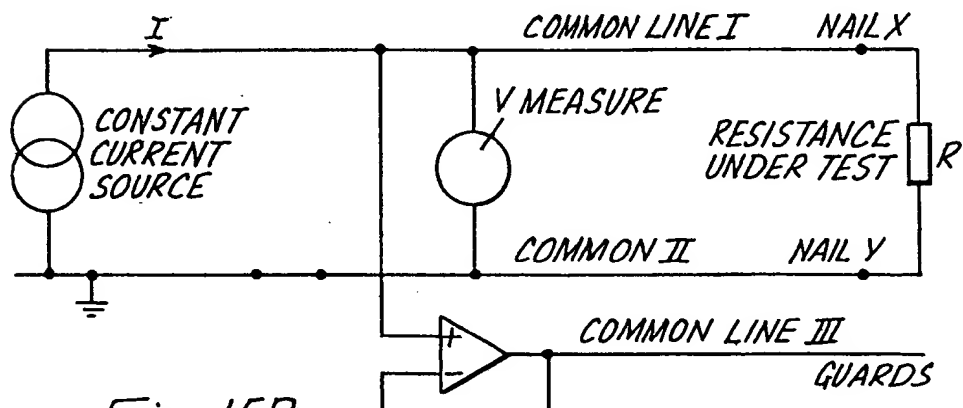 I
COMMON LINE I
NAIL X
CONSTANT
CURRENT
SOURCE
V MEASURE
RESISTANCE
UNDER TEST
R
COMMON II
NAIL Y
+
-
COMMON LINE III
GUARDS